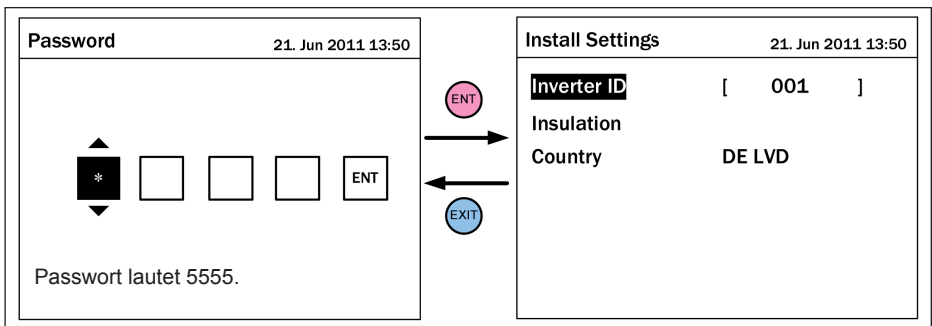 Password 21. Jun 2011 13:50
* ENT
Passwort lautet 5555.
ENT
EXIT
Install Settings 21. Jun 2011 13:50
Inverter ID [ 001 ]
Insulation
Country DE LVD